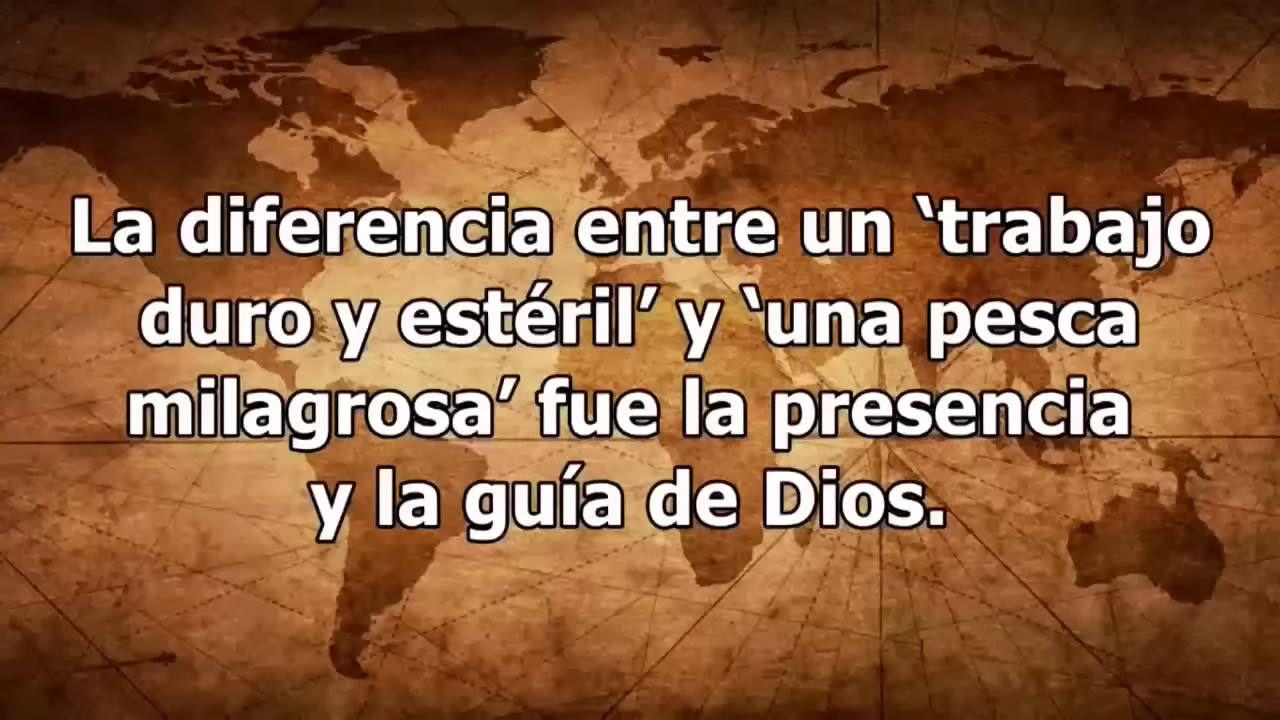 La diferencia entre un ‘trabajo
duro y estéril’ y ‘una pesca
milagrosa’ fue la presencia
y la guía de Dios.